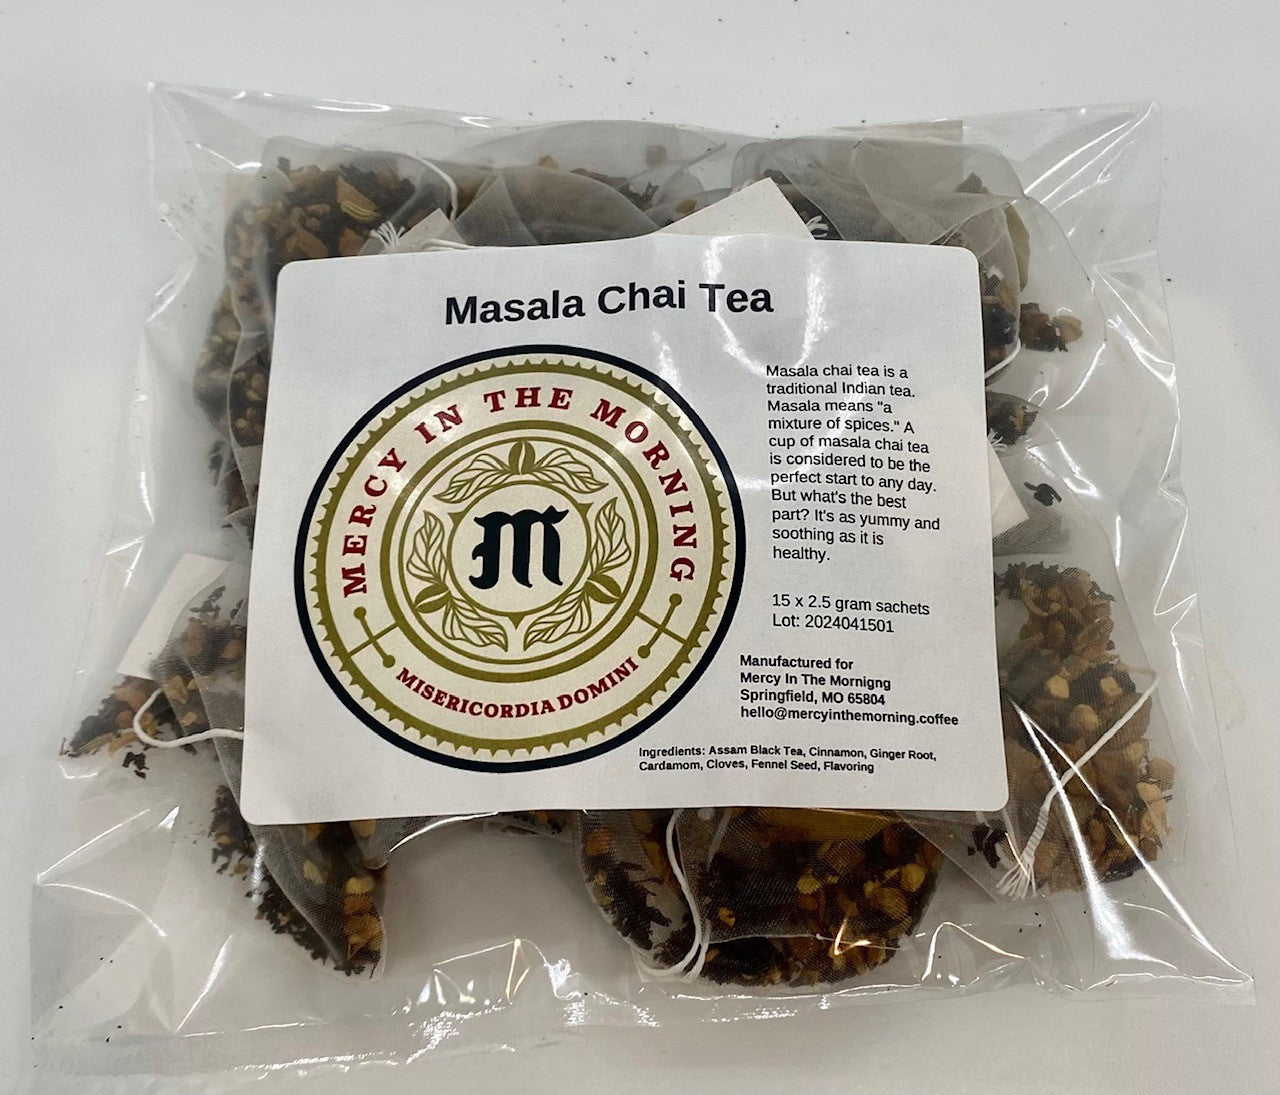 Masala Chai Tea
MERCY IN THE MORNING
M
MISERICORDIA DOMINI
Masala chai tea is a
traditional Indian tea.
Masala means "a
mixture of spices." A
cup of masala chai tea
is considered to be the
perfect start to any day.
But what's the best
part? It's as yummy and
soothing as it is
healthy.
15 x 2.5 gram sachets
Lot: 2024041501
Manufactured for
Mercy In The Mornigng
Springfield, MO 65804
hello@mercyinthemorning.coffee
Ingredients: Assam Black Tea, Cinnamon, Ginger Root,
Cardamom, Cloves, Fennel Seed, Flavoring